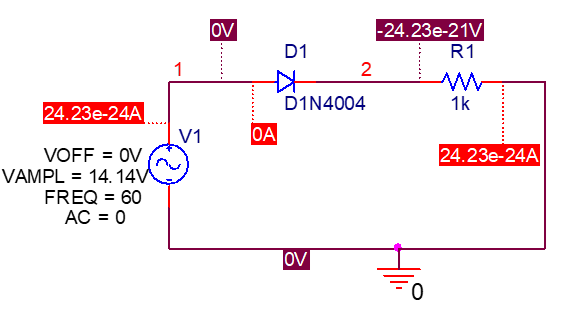 0V
-24.23e-21V
D1
R1
1
2
24.23e-24A
D1N4004
1k
V1
0A
24.23e-24A
VOFF = 0V
VAMPL = 14.14V
FREQ = 60
AC = 0
0V
0